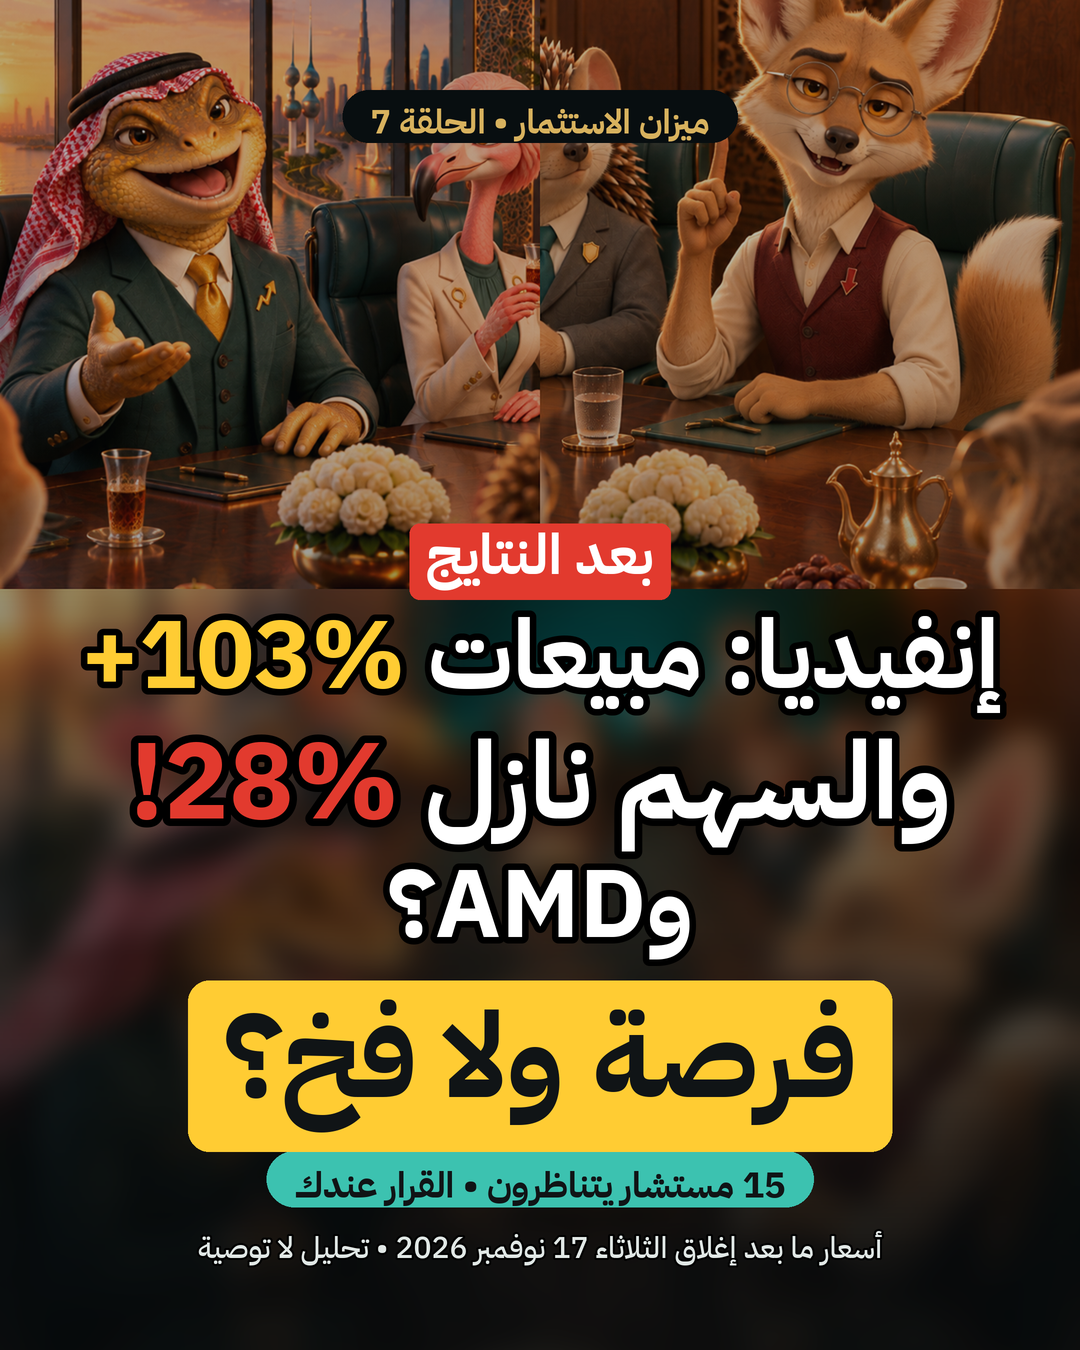 ميزان الاستثمار • الحلقة 7
بعد النتايج
إنفيديا: مبيعات 103%+
والسهم نازل 28%!
وAMD؟
فرصة ولا فخ؟
15 مستشار يتناظرون • القرار عندك
أسعار ما بعد إغلاق الثلاثاء 17 نوفمبر 2026 • تحليل لا توصية